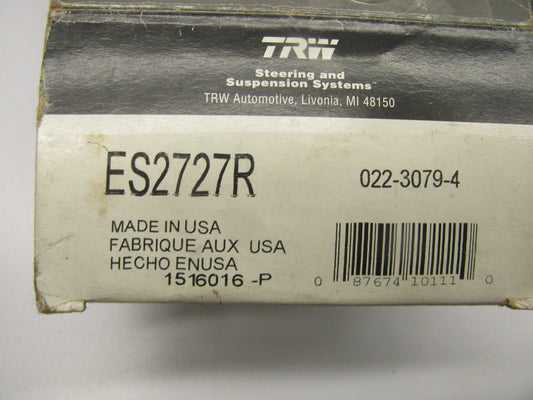 TRW
Steering and
Suspension Systems™
TRW Automotive, Livonia, MI 48150
ES2727R
022-3079-4
MADE IN USA
FABRIQUE AUX USA
HECHO ENUSA
1516016 -P
0 87674 10111 0